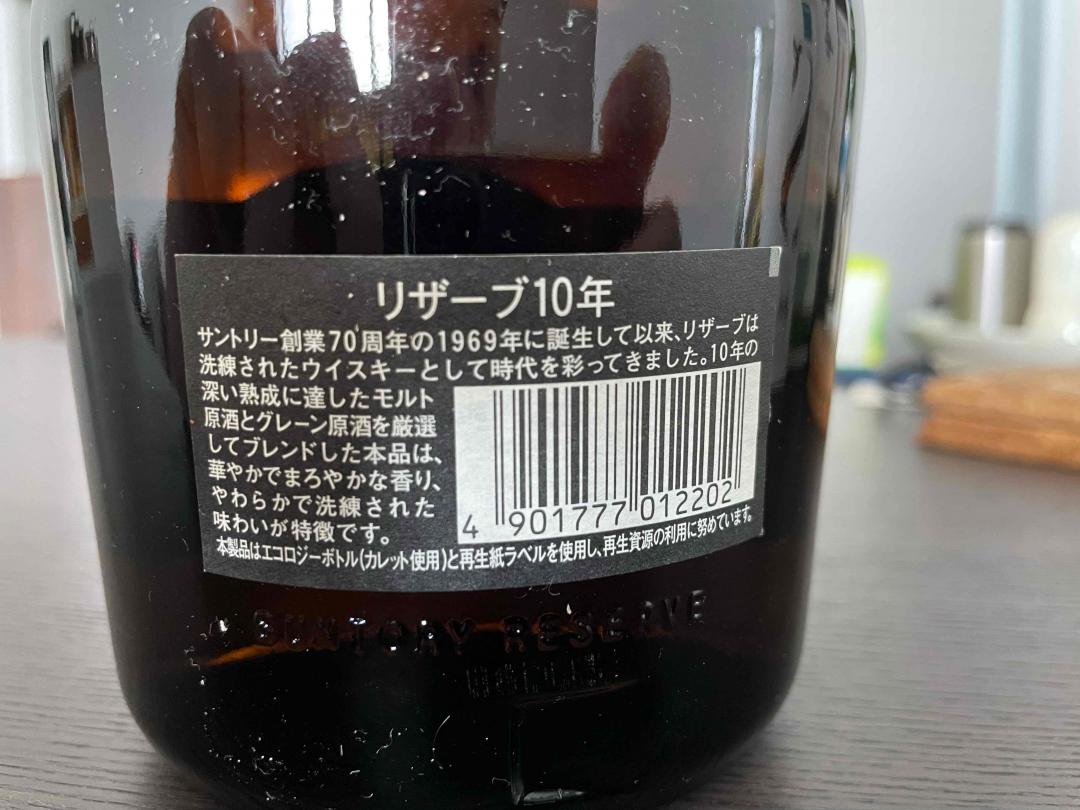 リザーブ10年
サントリー創業70周年の1969年に誕生して以来、リザーブは
洗練されたウイスキーとして時代を彩ってきました。10年の
深い熟成に達したモルト
原酒とグレーン原酒を厳選
してブレンドした本品は、
華やかでまろやかな香り、
やわらかで洗練された
味わいが特徴です。
4 901777 012202
本製品はエコロジーボトル(カレット使用)と再生紙ラベルを使用し、再生資源の利用に努めています。
SUNTORY RESERVE